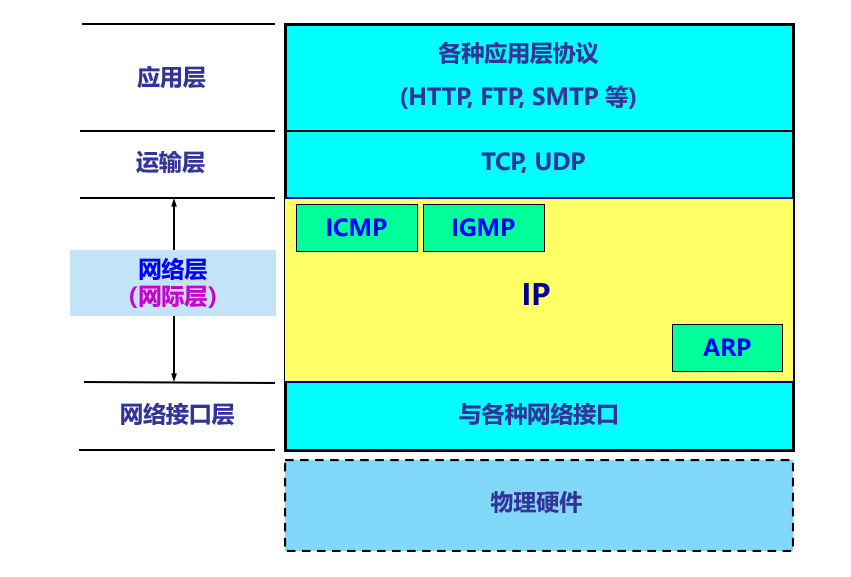 应用层
各种应用层协议
(HTTP, FTP, SMTP 等)
运输层
TCP, UDP
ICMP
IGMP
网络层
(网际层)
IP
ARP
网络接口层
与各种网络接口
物理硬件